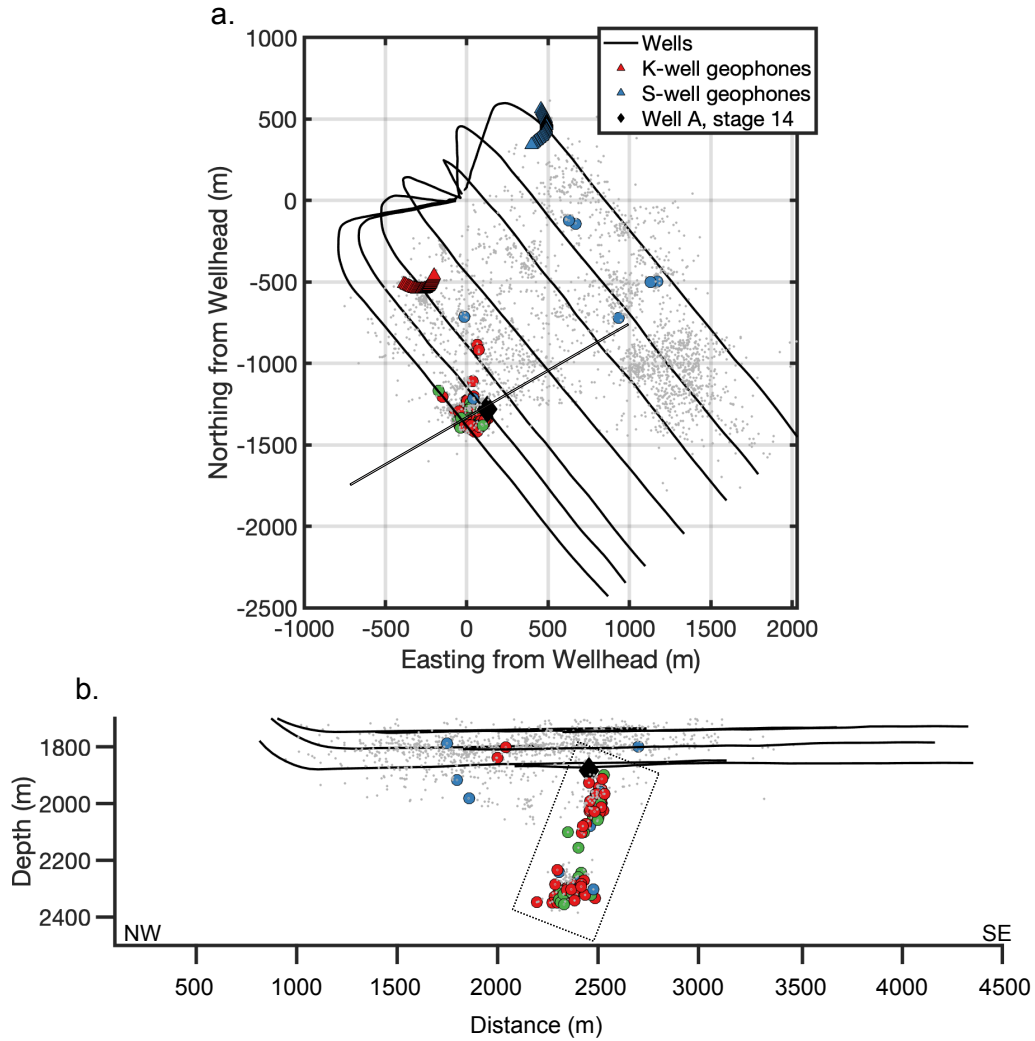 a.
1000
500
0
-500
-1000
-1500
-2000
-2500
Northing from Wellhead (m)
Wells
K-well geophones
S-well geophones
Well A, stage 14
-1000 -500 0 500 1000 1500 2000
Easting from Wellhead (m)
b.
1800
2000
2200
2400
Depth (m)
NW SE
500 1000 1500 2000 2500 3000 3500 4000 4500
Distance (m)